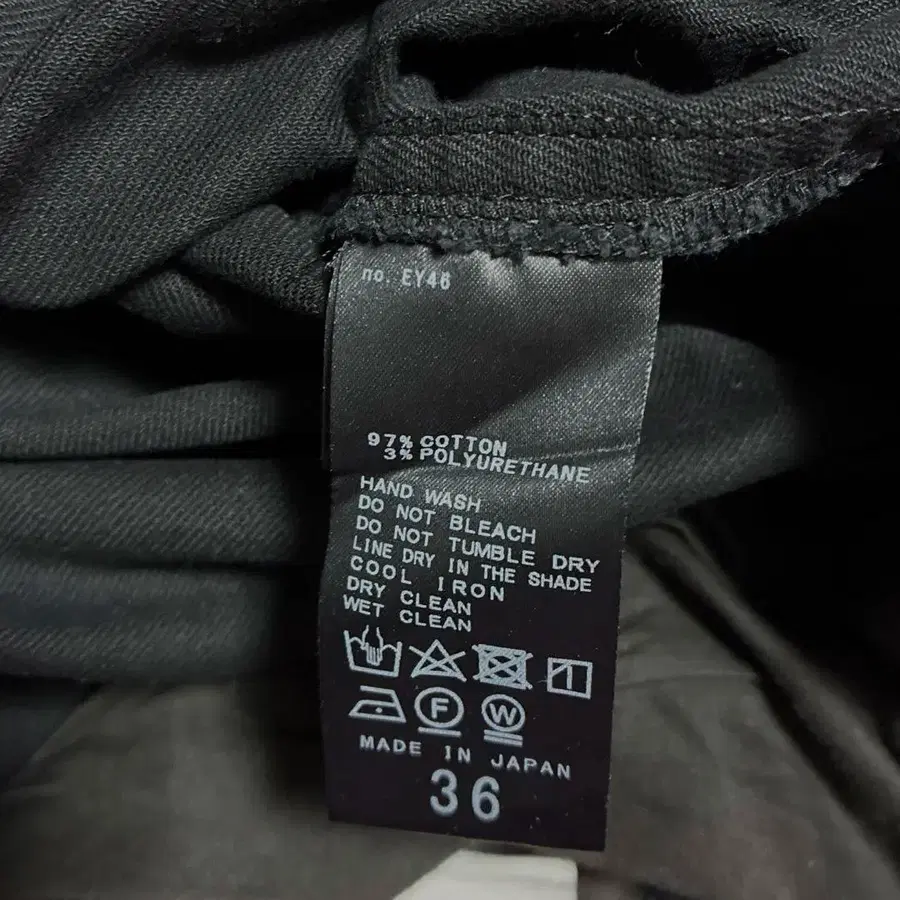 no. EY46
97% COTTON
3% POLYURETHANE
HAND WASH
DO NOT BLEACH
DO NOT TUMBLE DRY
LINE DRY IN THE SHADE
COOL IRON
DRY CLEAN
WET CLEAN
F W
MADE IN JAPAN
36